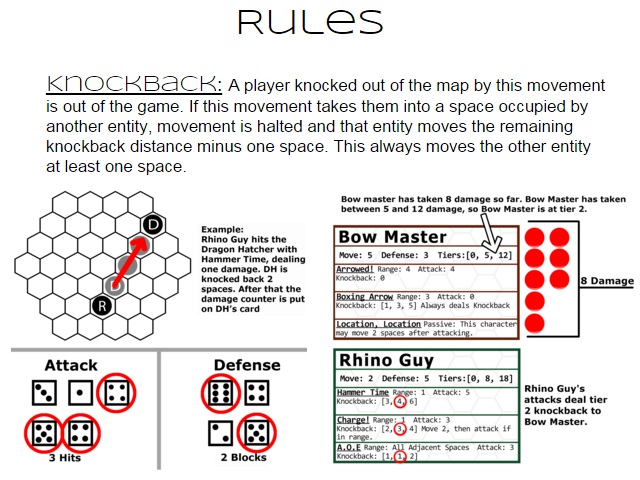 Rules
Knockback: A player knocked out of the map by this movement
is out of the game. If this movement takes them into a space occupied by
another entity, movement is halted and that entity moves the remaining
knockback distance minus one space. This always moves the other entity
at least one space.
D
D
R
Example:
Rhino Guy hits the
Dragon Hatcher with
Hammer Time, dealing
one damage. DH is
knocked back 2
spaces. After that the
damage counter is put
on DH's card
Bow master has taken 8 damage so far. Bow Master has taken
between 5 and 12 damage, so Bow Master is at tier 2.
Bow Master
Move: 5 Defense: 3 Tiers:[0, 5, 12]
Arrowed! Range: 4 Attack: 4
Knockback: 0
Boxing Arrow Range: 3 Attack: 0
Knockback: [1, 3, 5] Always deals Knockback
Location, Location Passive: This character
may move 2 spaces after attacking.
8 Damage
Attack
3 Hits
Defense
2 Blocks
Rhino Guy
Move: 2 Defense: 5 Tiers:[0, 8, 18]
Hammer Time Range: 1 Attack: 5
Knockback: [3, 4, 6]
Charge! Range: 1 Attack: 3
Knockback: [2, 3, 4] Move 2, then attack if
in range.
A.O.E Range: All Adjacent Spaces Attack: 3
Knockback: [1, 1, 2]
Rhino Guy's
attacks deal tier
2 knockback to
Bow Master.